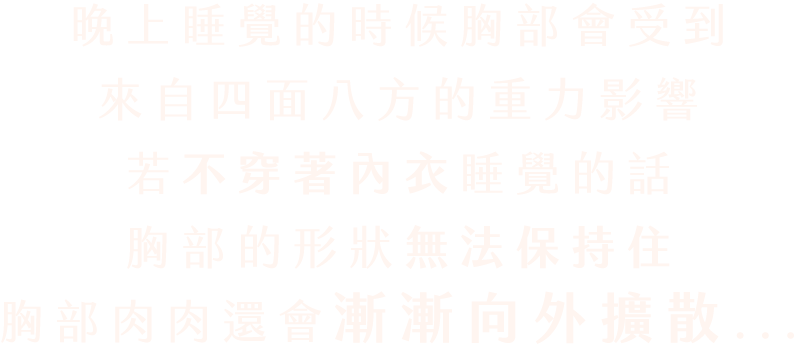 晚上睡覺的時候胸部會受到
來自四面八方的重力影響
若不穿著內衣睡覺的話
胸部的形狀無法保持住
胸部肉肉還會漸漸向外擴散...